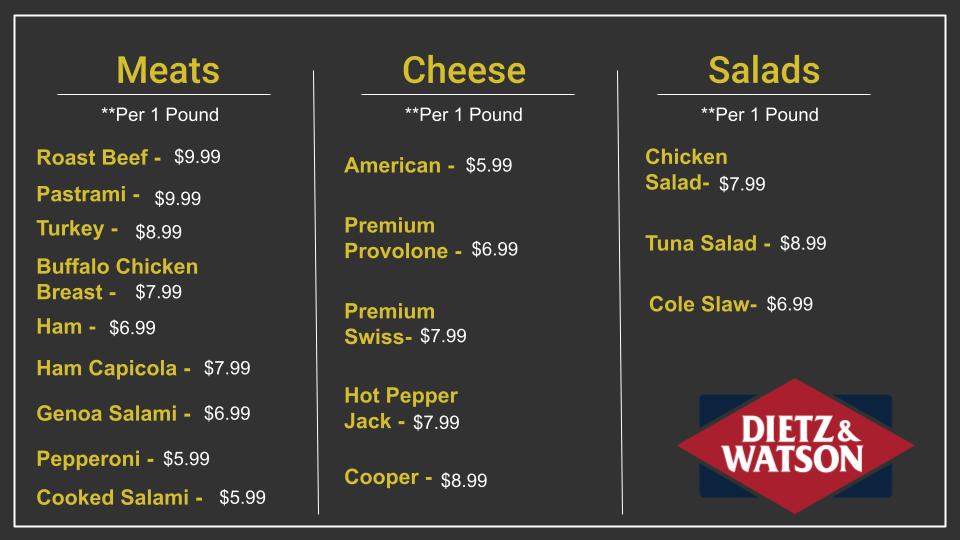 Meats
**Per 1 Pound
Roast Beef - $9.99
Pastrami - $9.99
Turkey - $8.99
Buffalo Chicken
Breast - $7.99
Ham - $6.99
Ham Capicola - $7.99
Genoa Salami - $6.99
Pepperoni - $5.99
Cooked Salami - $5.99
Cheese
**Per 1 Pound
American - $5.99
Premium
Provolone - $6.99
Premium
Swiss- $7.99
Hot Pepper
Jack - $7.99
Cooper - $8.99
Salads
**Per 1 Pound
Chicken
Salad- $7.99
Tuna Salad - $8.99
Cole Slaw- $6.99
DIETZ &
WATSON